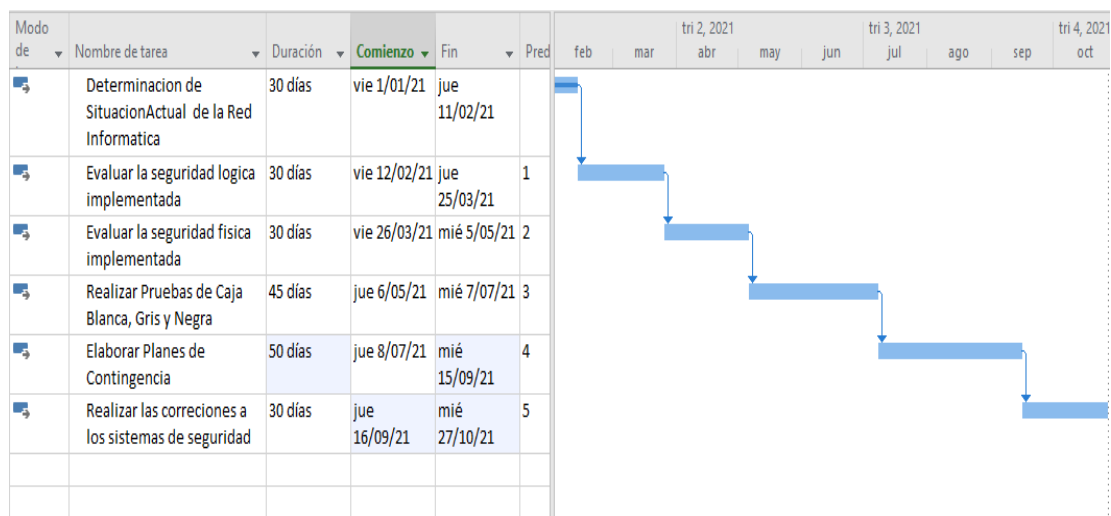 Modo
de Nombre de tarea Duración Comienzo Fin Pred
tri 2, 2021 tri 3, 2021 tri 4, 2021
feb mar abr may jun jul ago sep oct
Determinacion de 30 días vie 1/01/21 jue
SituacionActual de la Red 11/02/21
Informatica
Evaluar la seguridad logica 30 días vie 12/02/21 jue 1
implementada 25/03/21
Evaluar la seguridad fisica 30 días vie 26/03/21 mié 5/05/21 2
implementada
Realizar Pruebas de Caja 45 días jue 6/05/21 mié 7/07/21 3
Blanca, Gris y Negra
Elaborar Planes de 50 días jue 8/07/21 mié 4
Contingencia 15/09/21
Realizar las correciones a 30 días jue mié 5
los sistemas de seguridad 16/09/21 27/10/21